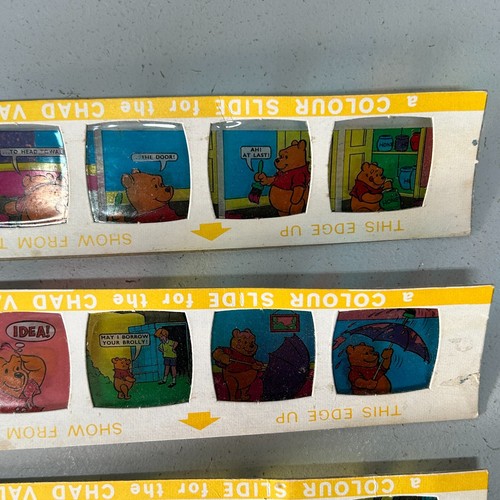 a COLOUR SLIDE for the CHAD VA
...TO HEAD
...THE DOOR!
AH!
AT LAST!
HONE
SHOW FROM T
THIS EDGE UP
a COLOUR SLIDE for the CHAD V
IDEA!
MAY I BORROW
YOUR BROLLY?
SHOW FROM
THIS EDGE UP
a COLOUR SLIDE for the CHAD VA